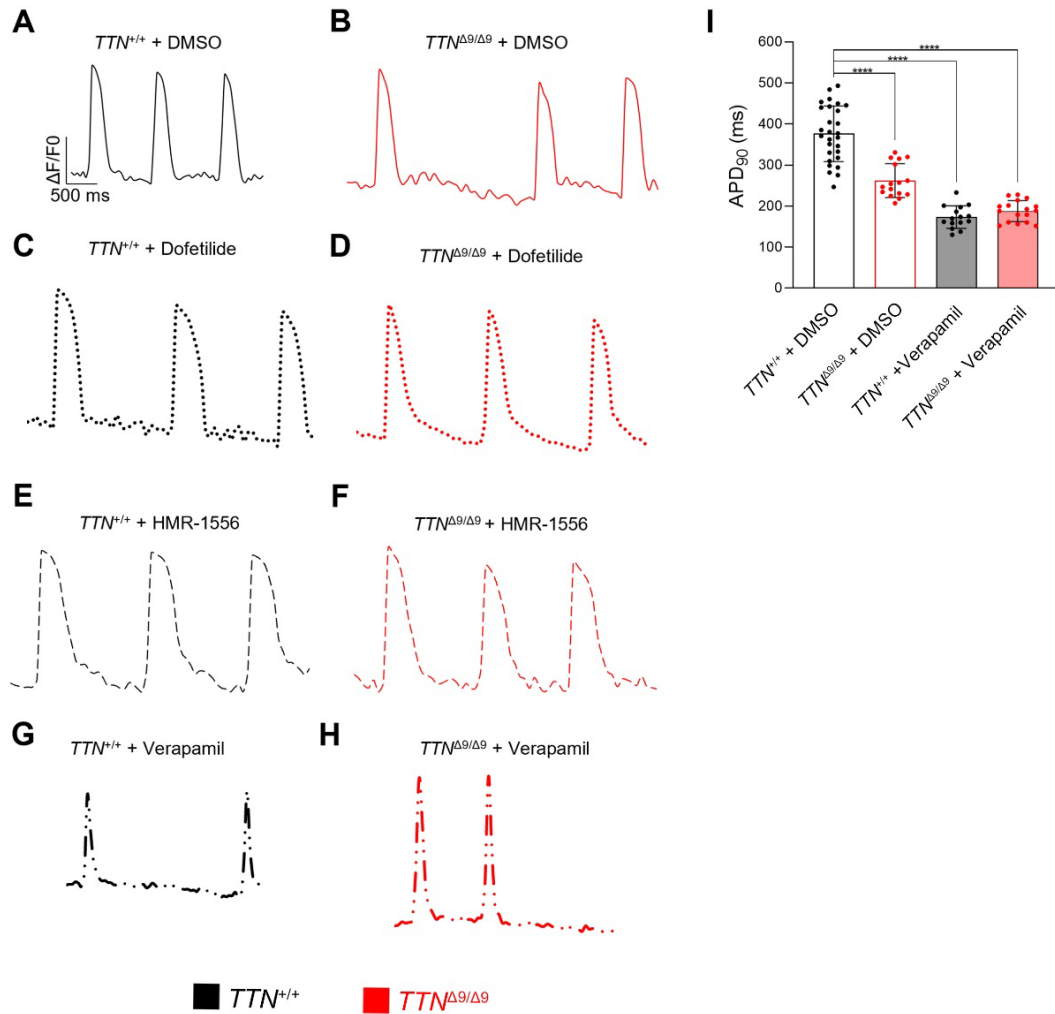 A
TTN+/+ + DMSO
ΔF/F0
500 ms
B
TTNΔ9/Δ9 + DMSO
C
TTN+/+ + Dofetilide
D
TTNΔ9/Δ9 + Dofetilide
E
TTN+/+ + HMR-1556
F
TTNΔ9/Δ9 + HMR-1556
G
TTN+/+ + Verapamil
H
TTNΔ9/Δ9 + Verapamil
I
APD90 (ms)
600
500
400
300
200
100
0
****
****
****
TTN+/+ + DMSO
TTNΔ9/Δ9 + DMSO
TTN+/+ +Verapamil
TTNΔ9/Δ9 + Verapamil
TTN+/+
TTNΔ9/Δ9